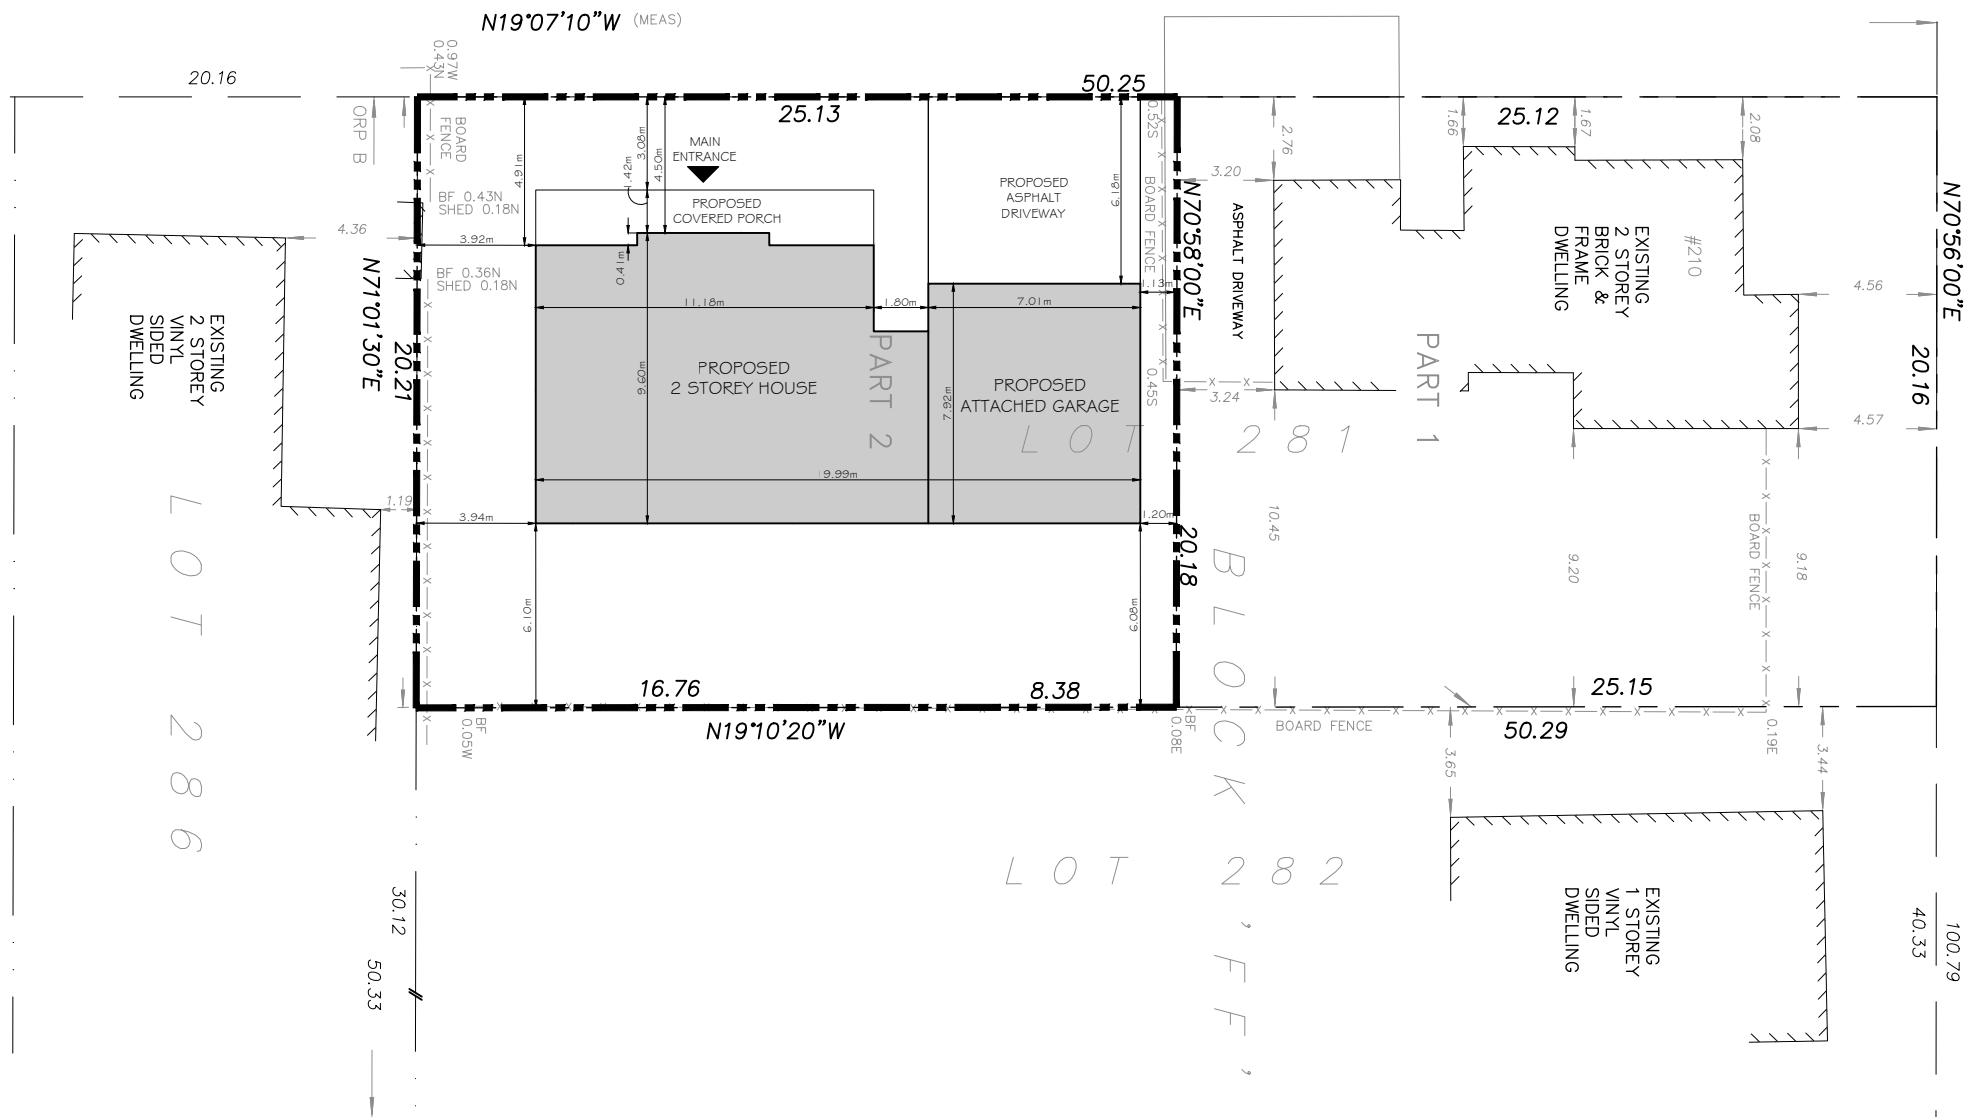 N19°07'10"W (MEAS)
20.16
0.97W
0.43N
50.25
25.13
25.12
ORP B
BOARD
FENCE
4.91m
3.08m
4.50m
1.42m
MAIN
ENTRANCE
PROPOSED
COVERED PORCH
PROPOSED
ASPHALT
DRIVEWAY
6.18m
0.52S
BOARD FENCE
2.76
1.66
1.67
2.08
3.20
BF 0.43N
SHED 0.18N
4.36
3.92m
BF 0.36N
SHED 0.18N
0.41m
N71°01'30"E
20.21
N70°58'00"E
ASPHALT DRIVEWAY
EXISTING
2 STOREY
BRICK &
FRAME
DWELLING
#210
N70°56'00"E
4.56
20.16
1.13m
11.18m
1.80m
7.01m
EXISTING
2 STOREY
VINYL
SIDED
DWELLING
PROPOSED
2 STOREY HOUSE
9.60m
PART 2
PROPOSED
ATTACHED GARAGE
7.92m
0.45S
3.24
PART 1
4.57
LOT 281
19.99m
1.19
3.94m
1.20m
20.18
10.45
9.20
BOARD FENCE
9.18
LOT 286
6.10m
6.09m
BLOCK 'FF'
16.76
8.38
25.15
N19°10'20"W
BF
0.05W
BF
0.08E
BOARD FENCE
50.29
0.19E
3.65
3.44
LOT 282
30.12
50.33
EXISTING
1 STOREY
VINYL
SIDED
DWELLING
40.33
100.79